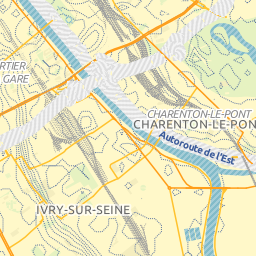 RTIER
GARE
CHARENTON-LE-PONT
CHARENTON-LE-PON
Autoroute de l'Est
IVRY-SUR-SEINE